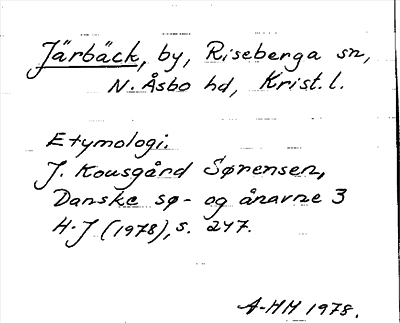 Järbäck, by, Riseberga sn,
N. Åsbo hd, Krist. l.
Etymologi.
J. Kousgård Sørensen,
Danske sø- og ånavne 3
H-J (1978), s. 247.
A-HH 1978.